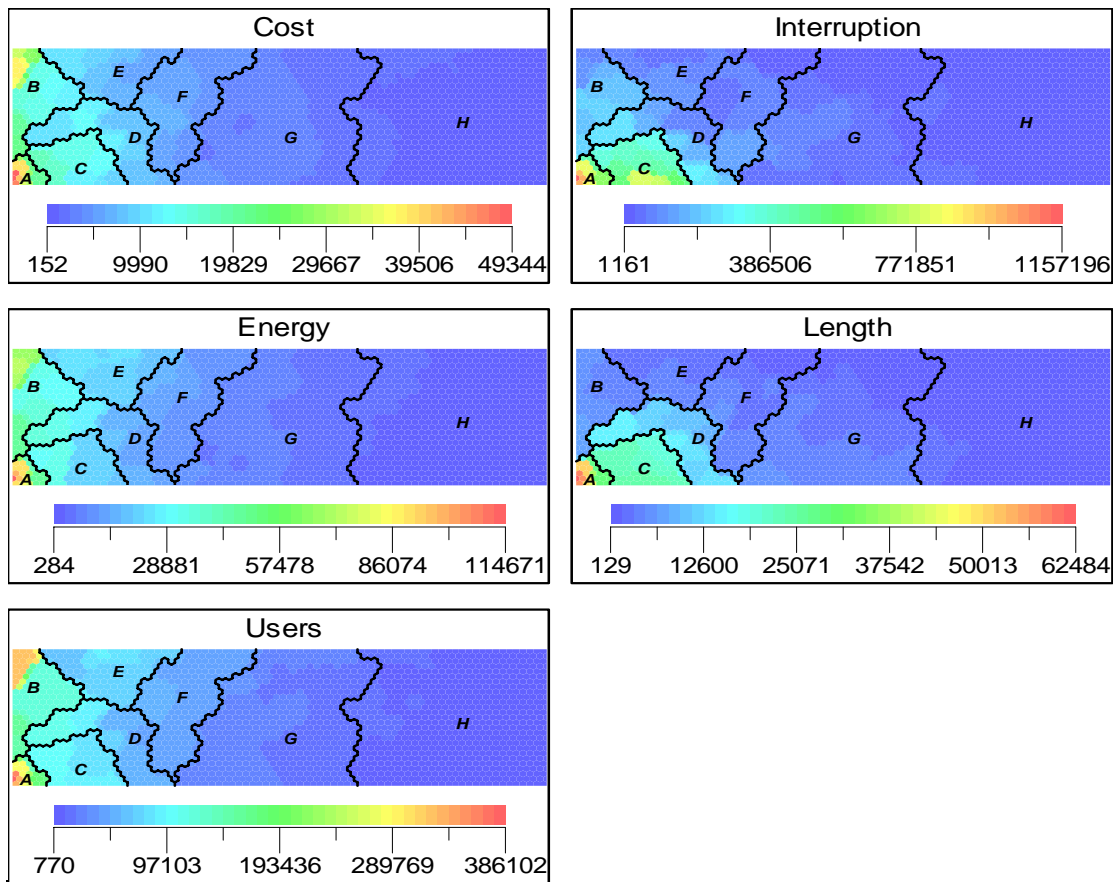 Cost
E
B
F
D
G
H
C
A
152 9990 19829 29667 39506 49344
Interruption
E
B
F
D
G
H
C
A
1161 386506 771851 1157196
Energy
E
B
F
D
G
H
C
A
284 28881 57478 86074 114671
Length
E
B
F
D
G
H
C
A
129 12600 25071 37542 50013 62484
Users
E
B
F
D
G
H
C
A
770 97103 193436 289769 386102